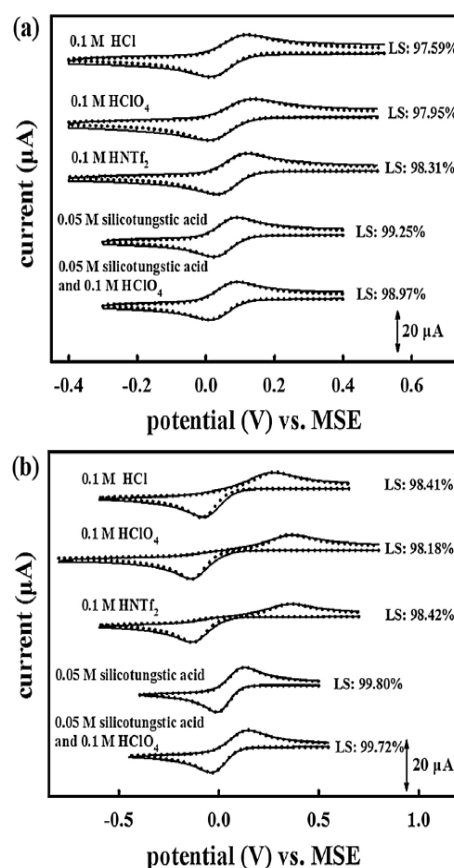 (a)
0.1 M HCl
LS: 97.59%
0.1 M HClO₄
LS: 97.95%
0.1 M HNTf₂
LS: 98.31%
0.05 M silicotungstic acid
LS: 99.25%
0.05 M silicotungstic acid
and 0.1 M HClO₄
LS: 98.97%
20 µA
current (µA)
-0.4 -0.2 0.0 0.2 0.4 0.6
potential (V) vs. MSE
(b)
0.1 M HCl
LS: 98.41%
0.1 M HClO₄
LS: 98.18%
0.1 M HNTf₂
LS: 98.42%
0.05 M silicotungstic acid
LS: 99.80%
0.05 M silicotungstic acid
and 0.1 M HClO₄
LS: 99.72%
20 µA
current (µA)
-0.5 0.0 0.5 1.0
potential (V) vs. MSE